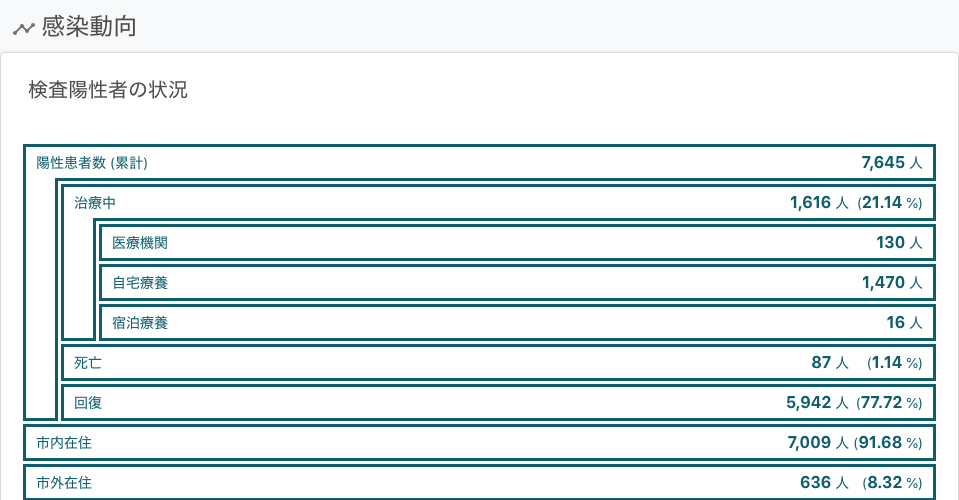 感染動向
検査陽性者の状況
陽性患者数 (累計) 7,645 人
治療中 1,616 人 (21.14 %)
医療機関 130 人
自宅療養 1,470 人
宿泊療養 16 人
死亡 87 人 (1.14 %)
回復 5,942 人 (77.72 %)
市内在住 7,009 人 (91.68 %)
市外在住 636 人 (8.32 %)